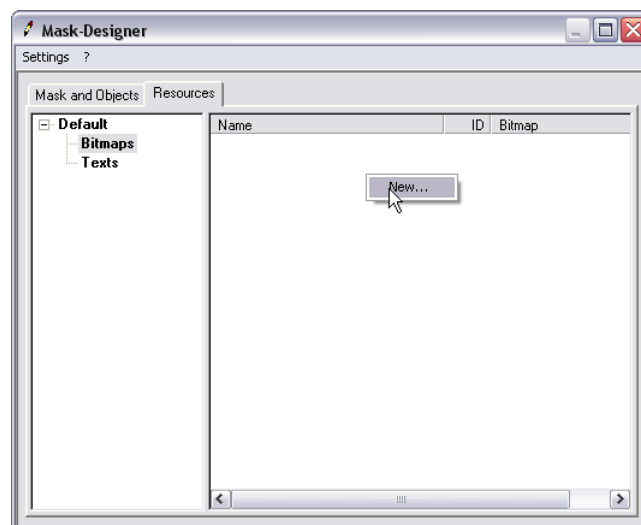 Mask-Designer
Settings ?
Mask and Objects Resources
Default
Bitmaps
Texts
Name ID Bitmap
New...